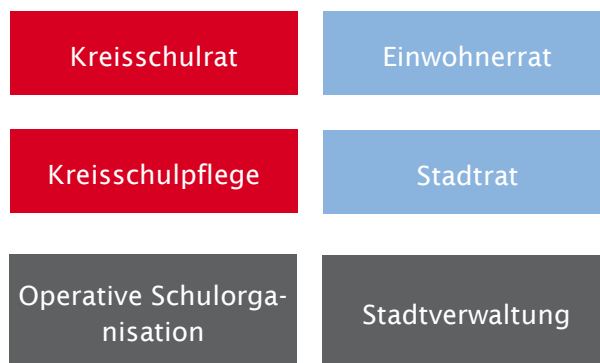 Kreisschulrat
Einwohnerrat
Kreisschulpflege
Stadtrat
Operative Schulorga-
nisation
Stadtverwaltung